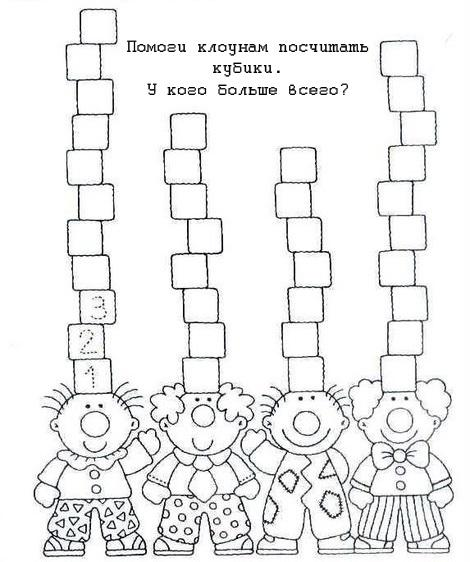 Помоги клоунам посчитать
кубики.
У кого больше всего?
3
2
1